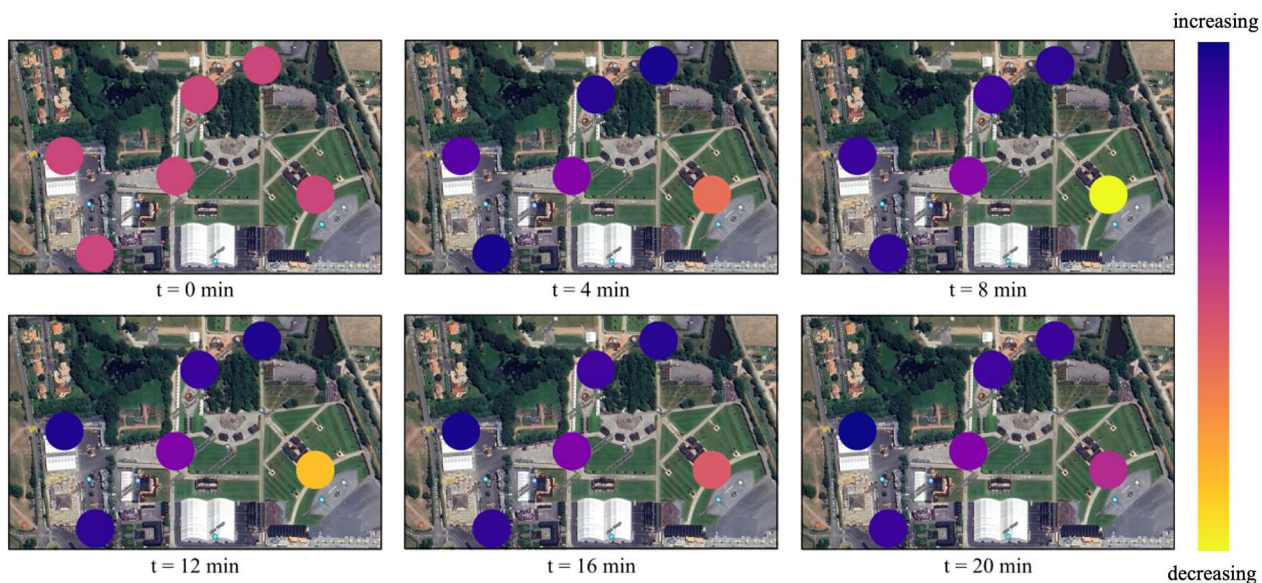 increasing
t = 0 min
t = 4 min
t = 8 min
t = 12 min
t = 16 min
t = 20 min
decreasing